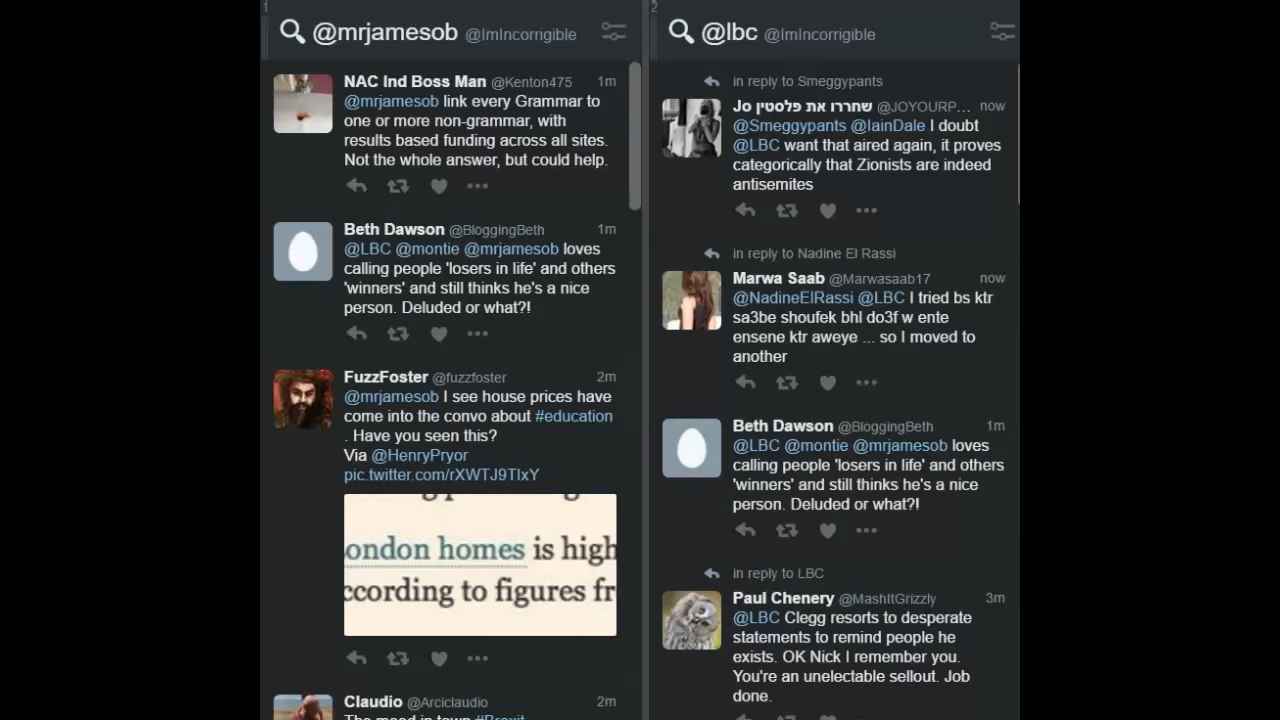 1
@mrjamesob @ImIncorrigible
NAC Ind Boss Man @Kenton475 1m
@mrjamesob link every Grammar to
one or more non-grammar, with
results based funding across all sites.
Not the whole answer, but could help.
Beth Dawson @BloggingBeth 1m
@LBC @montie @mrjamesob loves
calling people 'losers in life' and others
'winners' and still thinks he's a nice
person. Deluded or what?!
FuzzFoster @fuzzfoster 2m
@mrjamesob I see house prices have
come into the convo about #education
. Have you seen this?
Via @HenryPryor
pic.twitter.com/rXWTJ9TlxY
ondon homes is high
ccording to figures fr
Claudio @Arciclaudio 2m
The mood in town #Brexit
2
@lbc @ImIncorrigible
in reply to Smeggypants
Jo שחררו את פלסטין @JOYOURP... now
@Smeggypants @IainDale I doubt
@LBC want that aired again, it proves
categorically that Zionists are indeed
antisemites
in reply to Nadine El Rassi
Marwa Saab @Marwasaab17 now
@NadineElRassi @LBC I tried bs ktr
sa3be shoufek bhl do3f w ente
ensene ktr aweye ... so I moved to
another
Beth Dawson @BloggingBeth 1m
@LBC @montie @mrjamesob loves
calling people 'losers in life' and others
'winners' and still thinks he's a nice
person. Deluded or what?!
in reply to LBC
Paul Chenery @MashItGrizzly 3m
@LBC Clegg resorts to desperate
statements to remind people he
exists. OK Nick I remember you.
You're an unelectable sellout. Job
done.